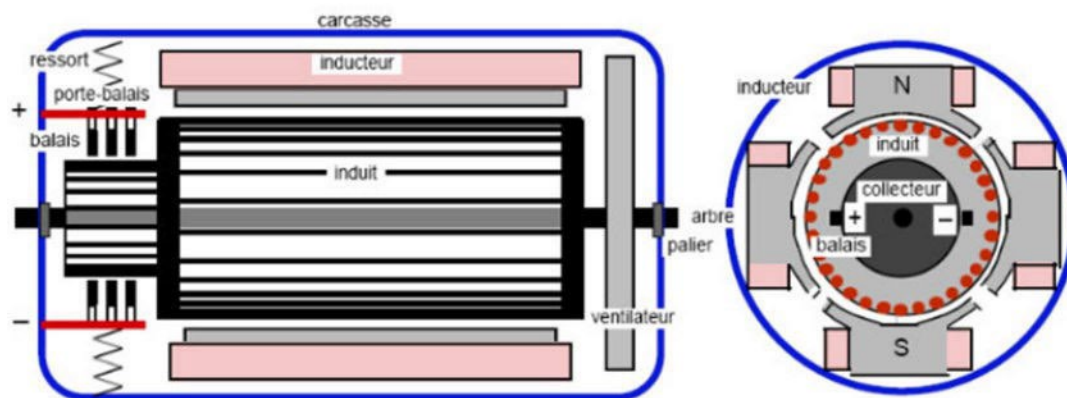 carcasse
ressort
inducteur
porte-balais
+
balais
induit
arbre
palier
−
ventilateur
inducteur
N
induit
collecteur
+ −
balais
S